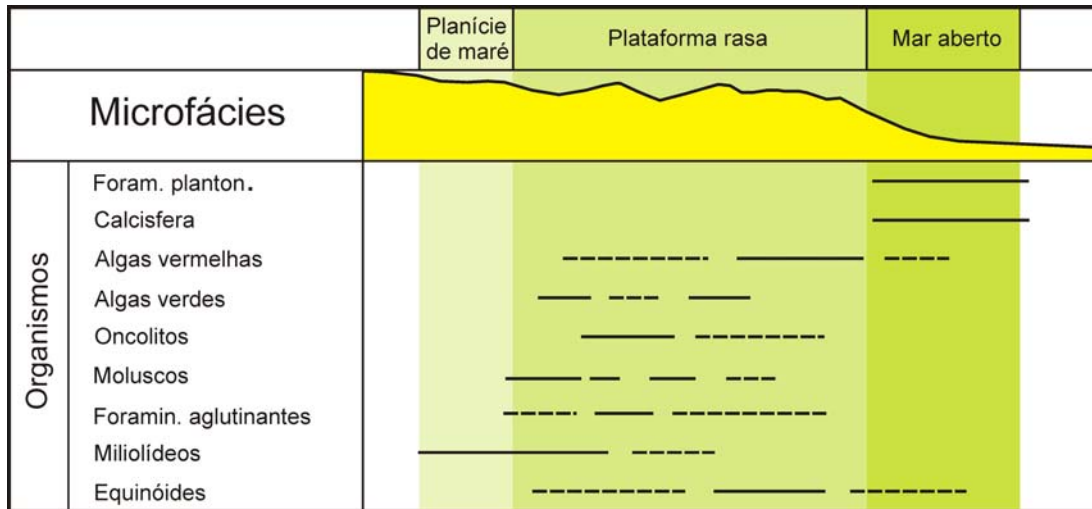 Planície
de maré
Plataforma rasa
Mar aberto
Microfácies
Organismos
Foram. planton.
Calcisfera
Algas vermelhas
Algas verdes
Oncolitos
Moluscos
Foramin. aglutinantes
Miliolídeos
Equinóides